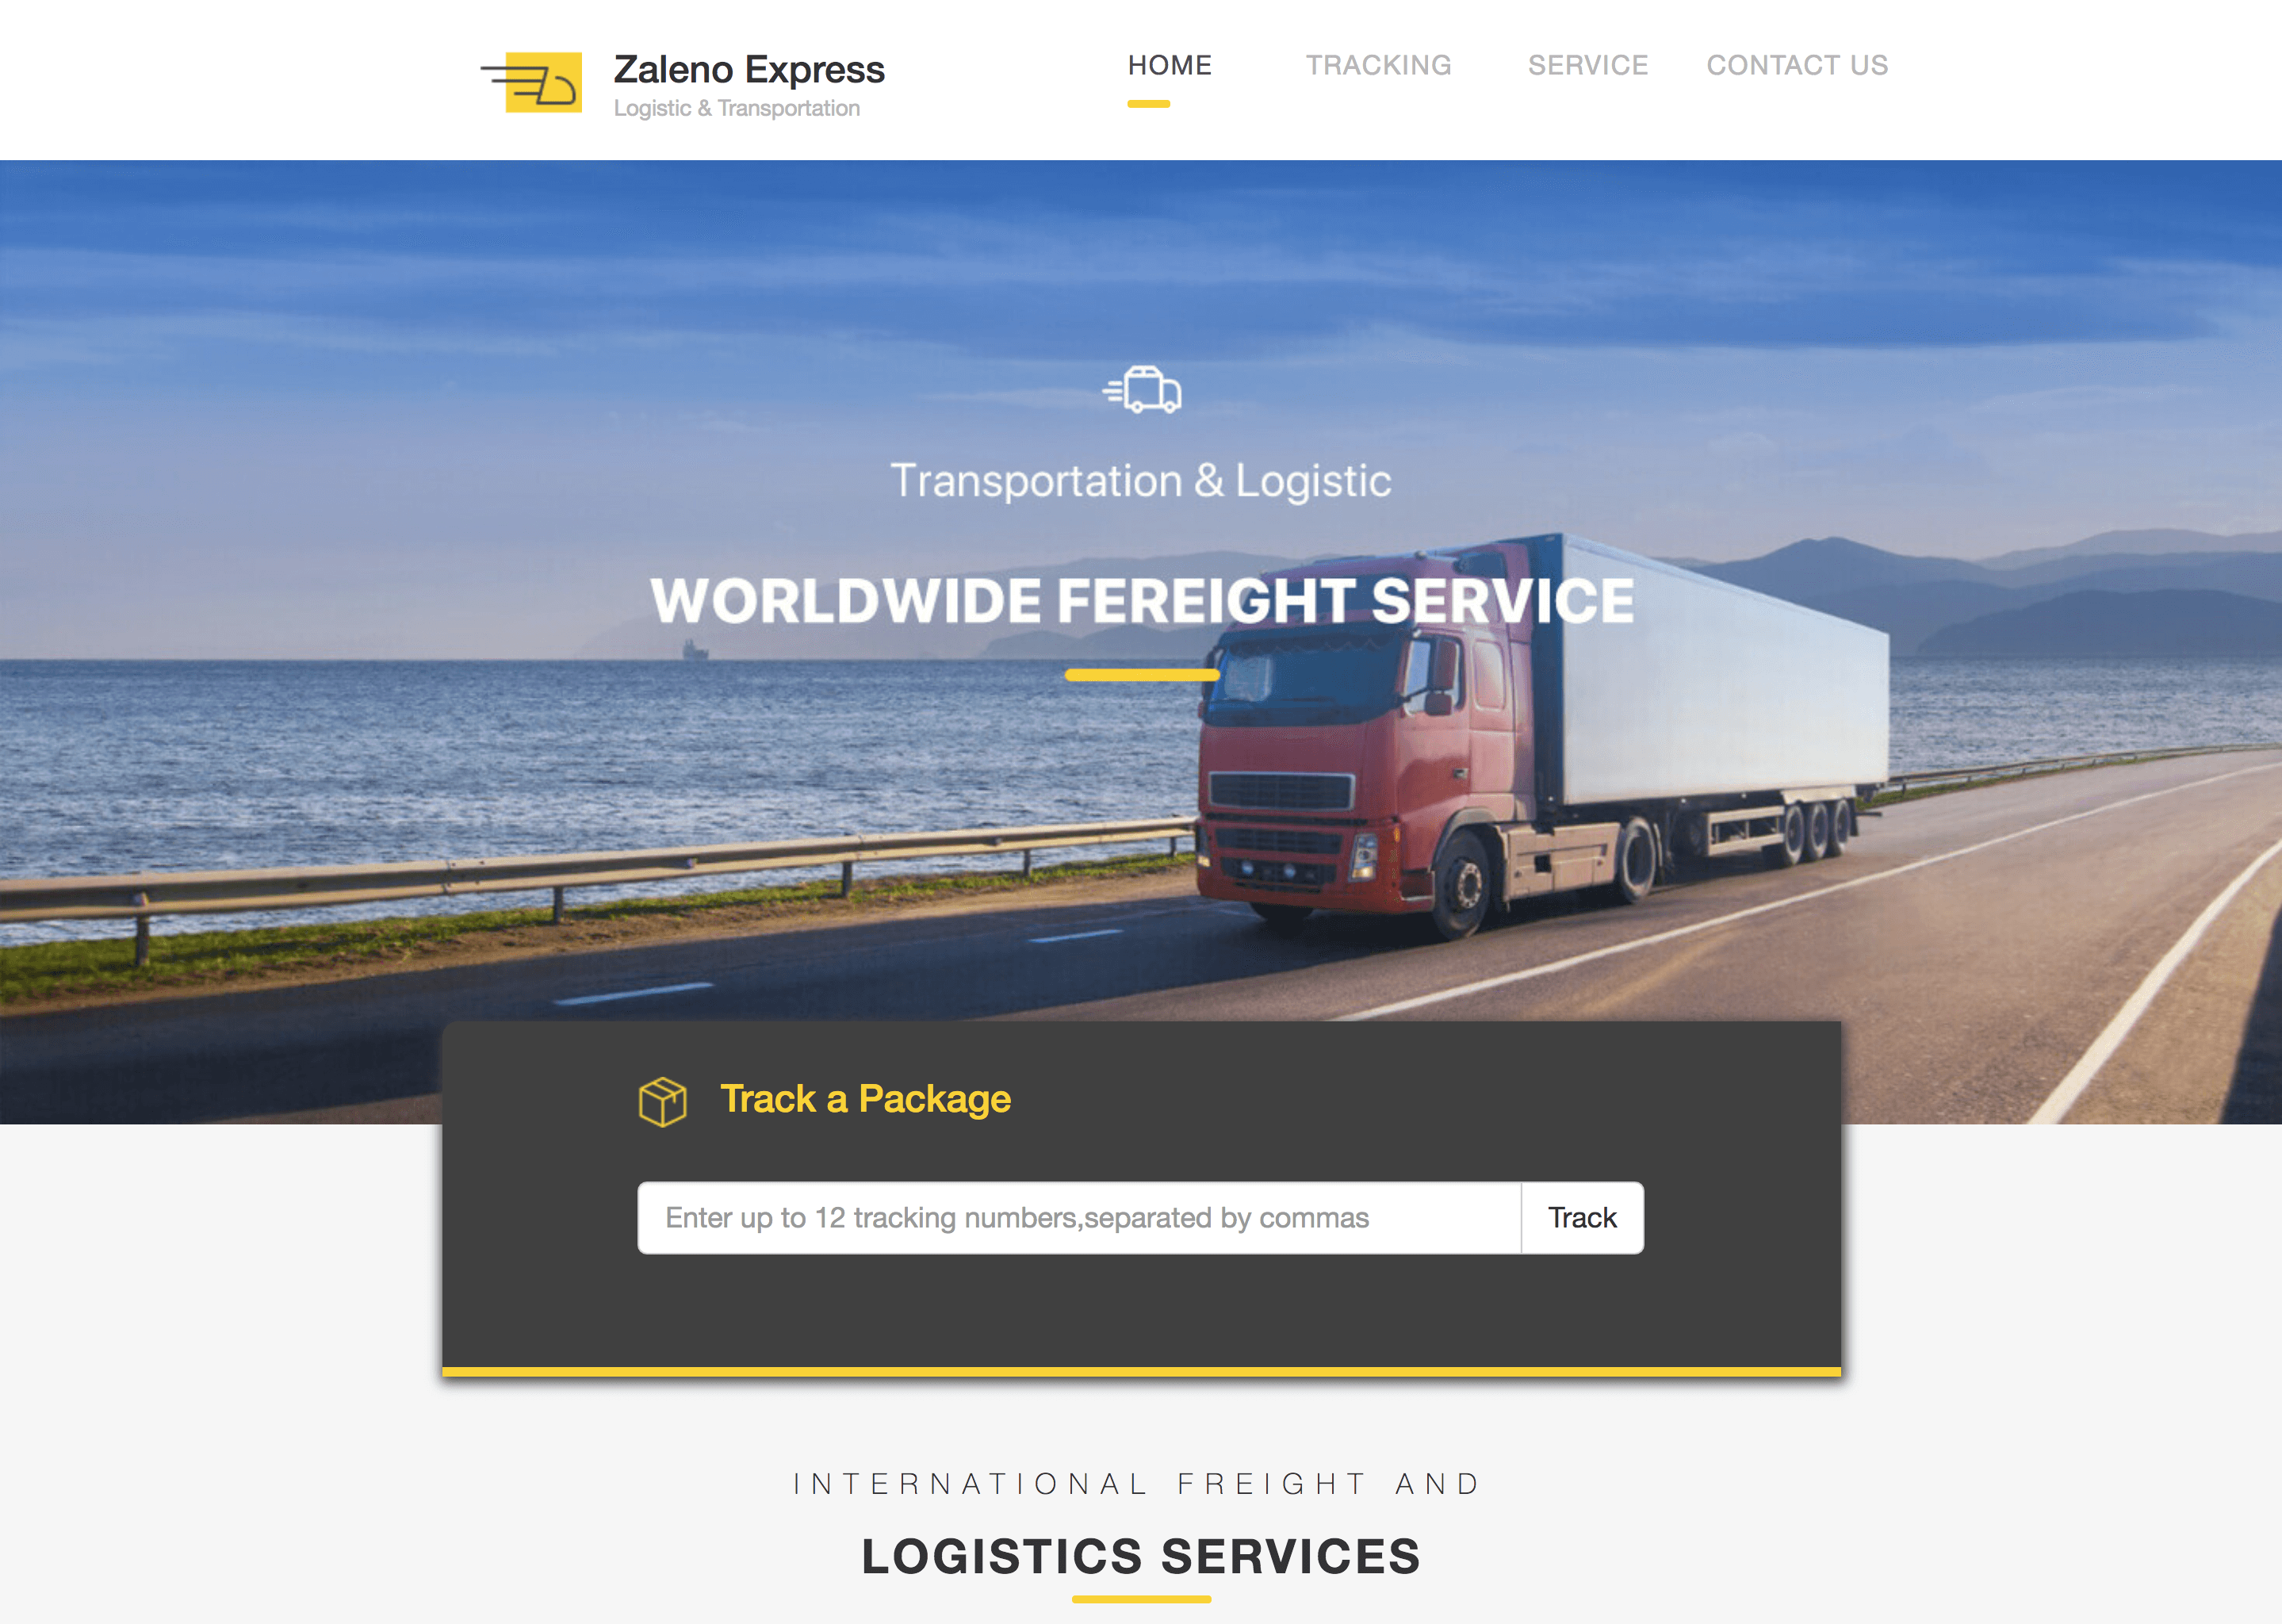 Zaleno Express
Logistic & Transportation
HOME TRACKING SERVICE CONTACT US
Transportation & Logistic
WORLDWIDE FEREIGHT SERVICE
Track a Package
Enter up to 12 tracking numbers,separated by commas
Track
INTERNATIONAL FREIGHT AND
LOGISTICS SERVICES